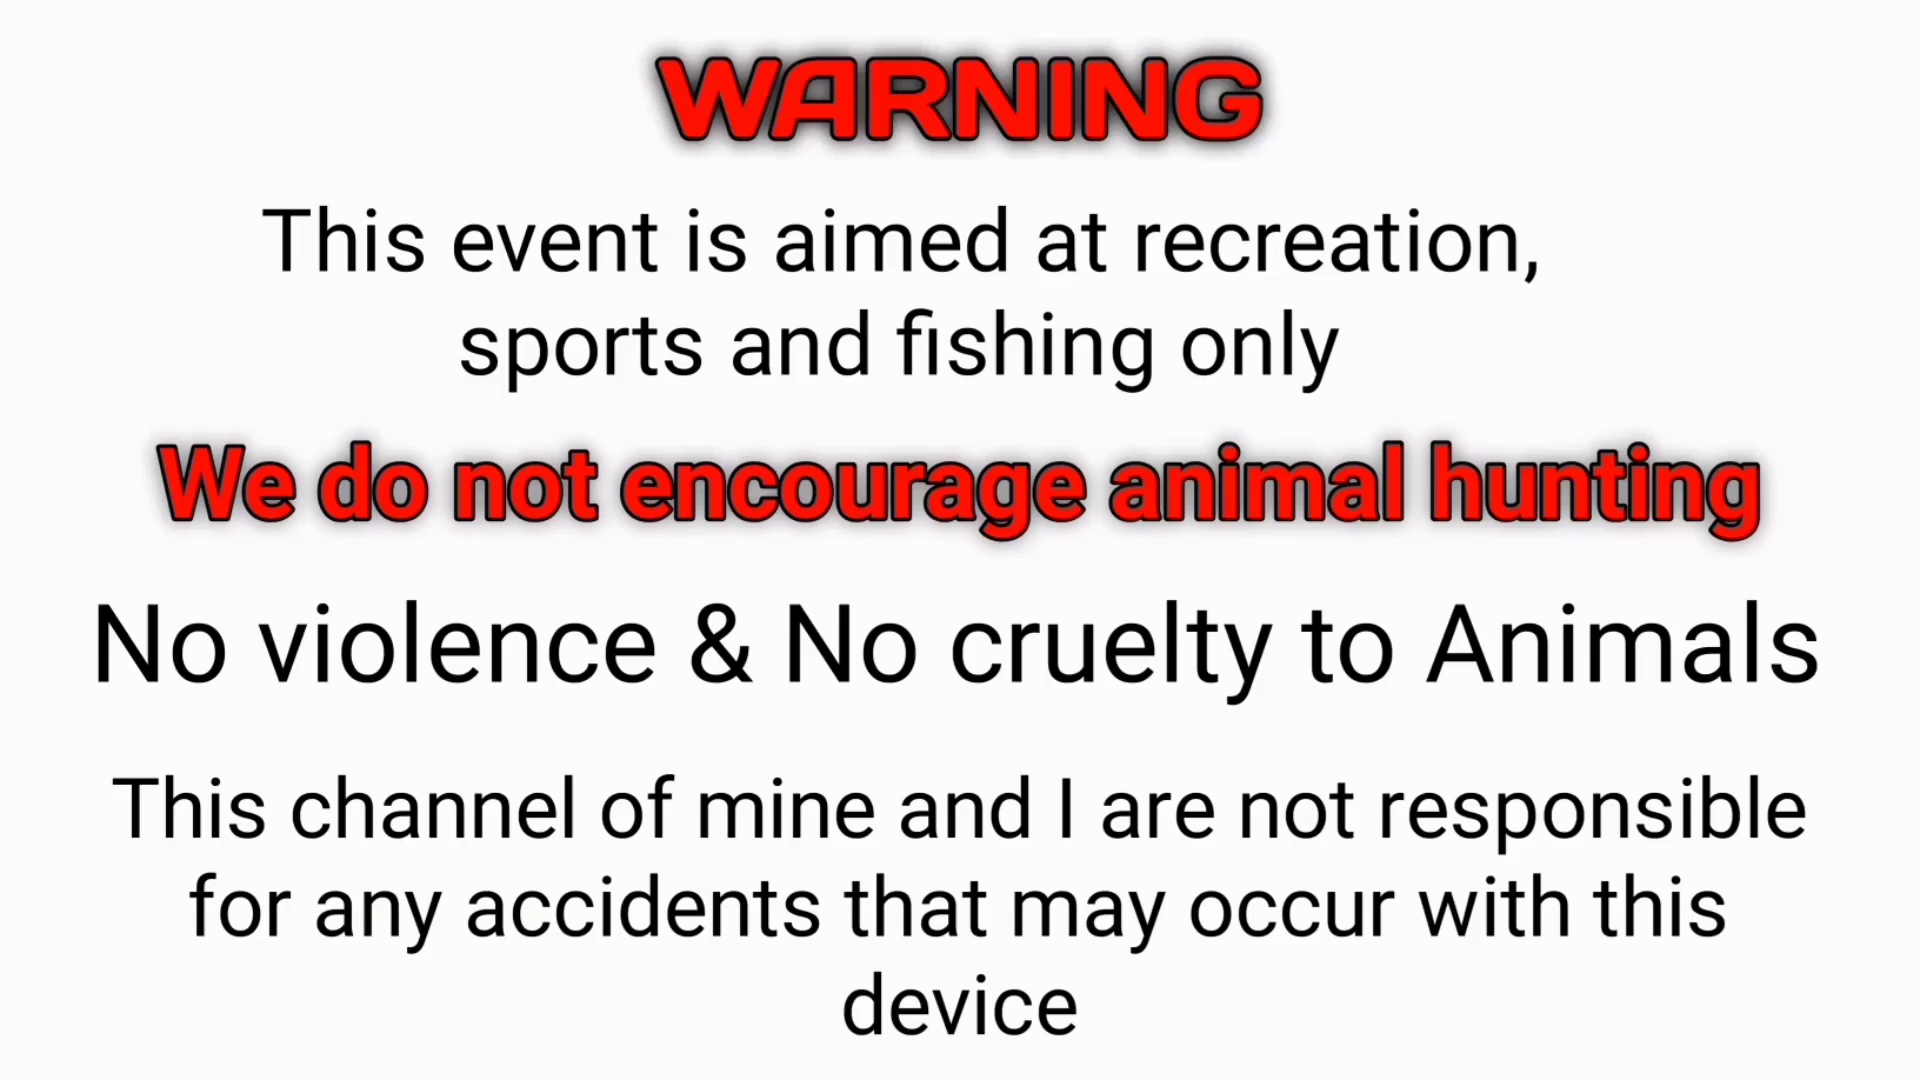 WARNING
This event is aimed at recreation,
sports and fishing only
We do not encourage animal hunting
No violence & No cruelty to Animals
This channel of mine and I are not responsible
for any accidents that may occur with this
device